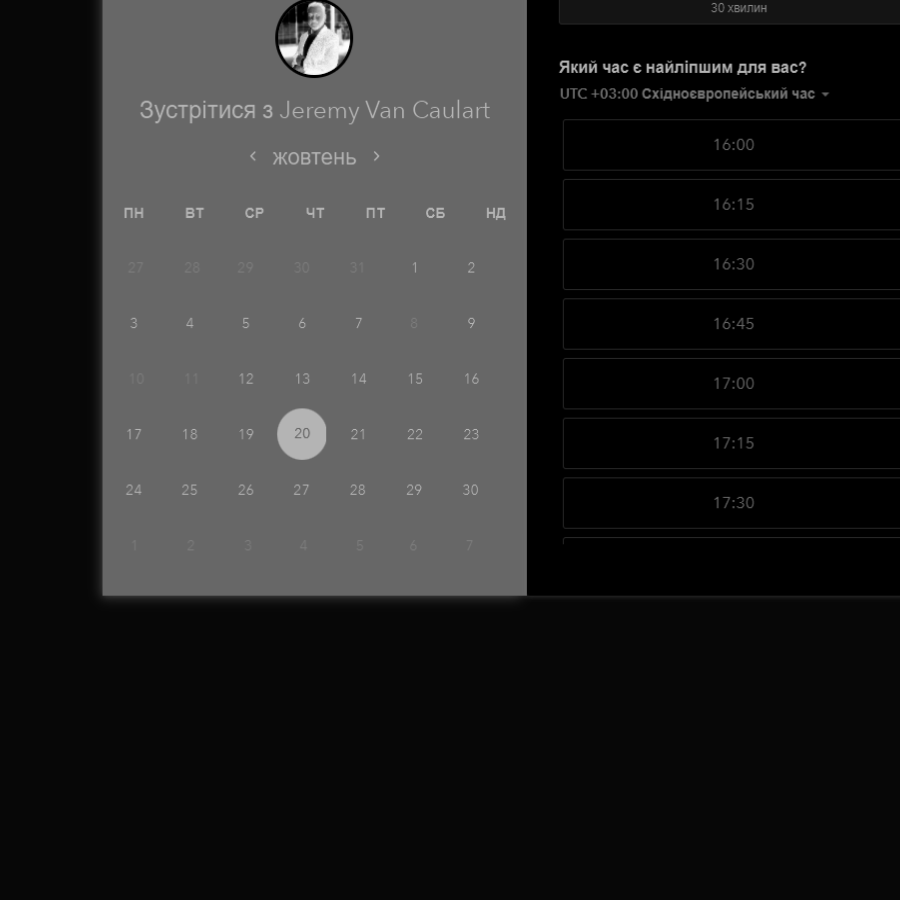 Зустрітися з Jeremy Van Caulart
жовтень
ПН ВТ СР ЧТ ПТ СБ НД
27 28 29 30 31 1 2
3 4 5 6 7 8 9
10 11 12 13 14 15 16
17 18 19 20 21 22 23
24 25 26 27 28 29 30
1 2 3 4 5 6 7
30 хвилин
Який час є найліпшим для вас?
UTC +03:00 Східноєвропейський час
16:00
16:15
16:30
16:45
17:00
17:15
17:30